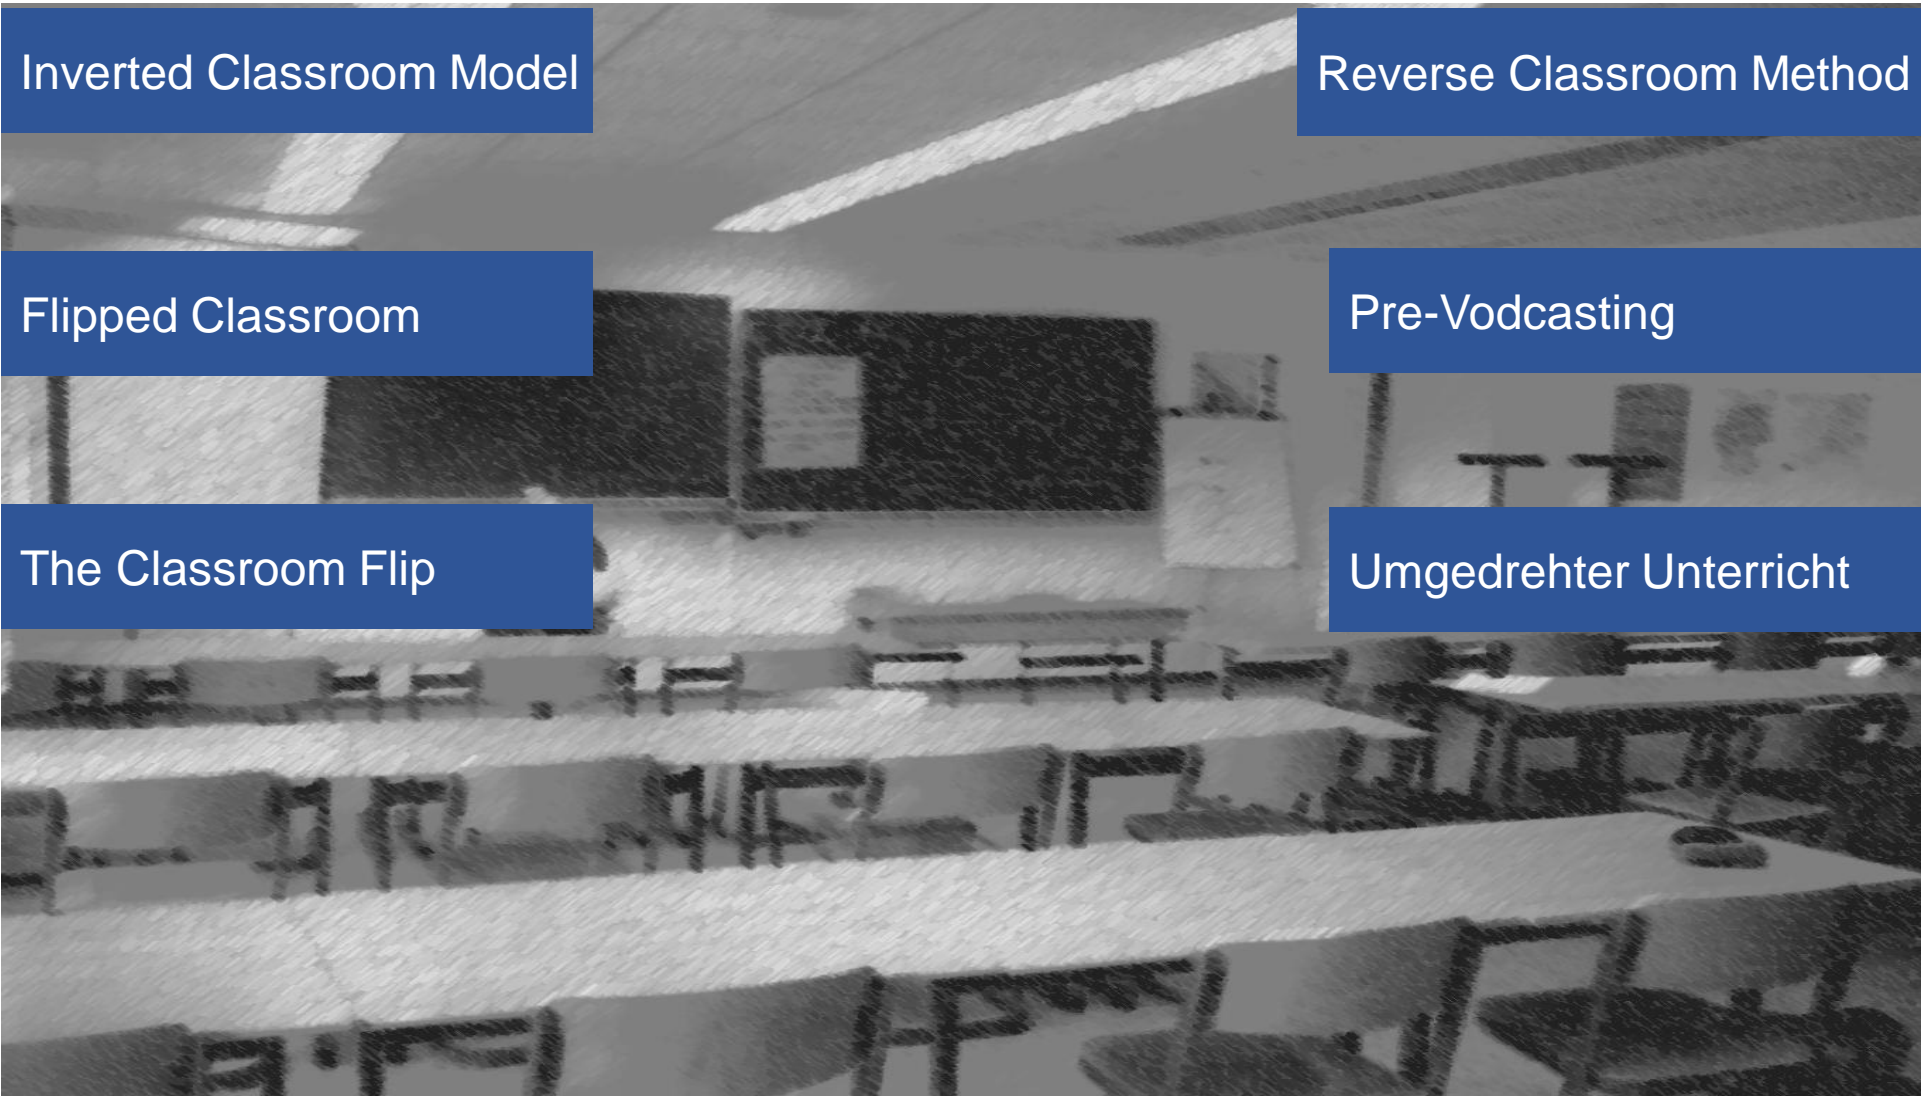 Inverted Classroom Model
Reverse Classroom Method
Flipped Classroom
Pre-Vodcasting
The Classroom Flip
Umgedrehter Unterricht